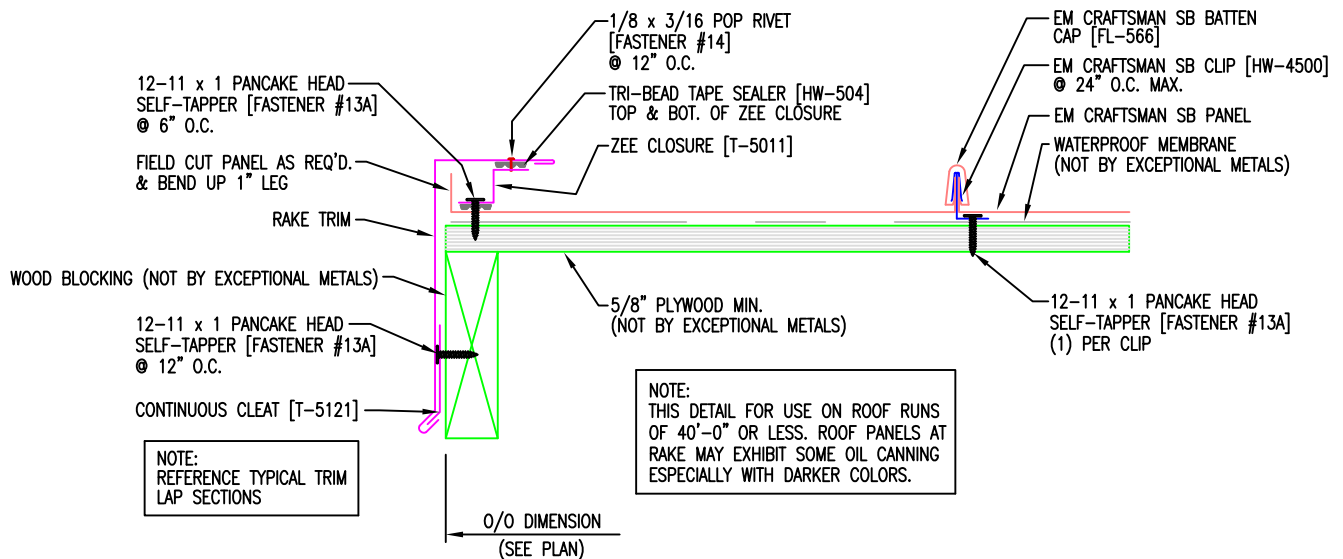 1/8 x 3/16 POP RIVET
[FASTENER #14]
@ 12" O.C.
EM CRAFTSMAN SB BATTEN
CAP [FL-566]
12-11 x 1 PANCAKE HEAD
SELF-TAPPER [FASTENER #13A]
@ 6" O.C.
TRI-BEAD TAPE SEALER [HW-504]
TOP & BOT. OF ZEE CLOSURE
EM CRAFTSMAN SB CLIP [HW-4500]
@ 24" O.C. MAX.
EM CRAFTSMAN SB PANEL
ZEE CLOSURE [T-5011]
WATERPROOF MEMBRANE
(NOT BY EXCEPTIONAL METALS)
FIELD CUT PANEL AS REQ'D.
& BEND UP 1" LEG
RAKE TRIM
WOOD BLOCKING (NOT BY EXCEPTIONAL METALS)
5/8" PLYWOOD MIN.
(NOT BY EXCEPTIONAL METALS)
12-11 x 1 PANCAKE HEAD
SELF-TAPPER [FASTENER #13A]
(1) PER CLIP
12-11 x 1 PANCAKE HEAD
SELF-TAPPER [FASTENER #13A]
@ 12" O.C.
CONTINUOUS CLEAT [T-5121]
NOTE:
THIS DETAIL FOR USE ON ROOF RUNS
OF 40'-0" OR LESS. ROOF PANELS AT
RAKE MAY EXHIBIT SOME OIL CANNING
ESPECIALLY WITH DARKER COLORS.
NOTE:
REFERENCE TYPICAL TRIM
LAP SECTIONS
O/O DIMENSION
(SEE PLAN)